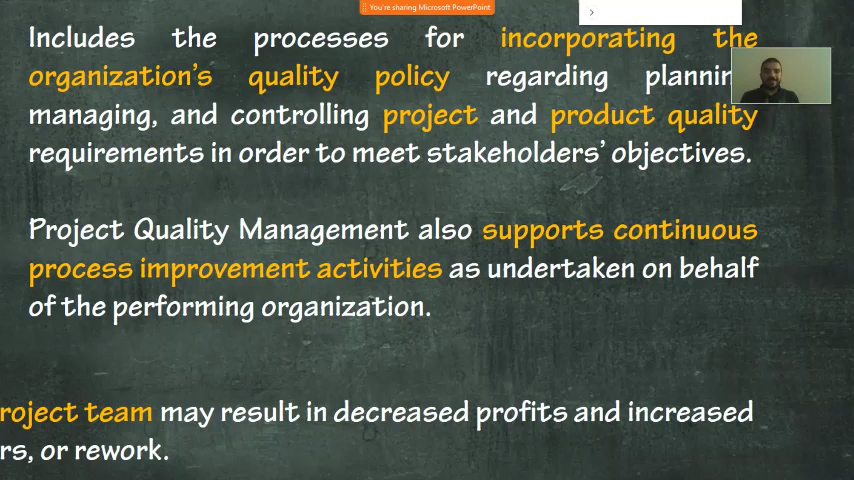 You're sharing Microsoft PowerPoint
Includes the processes for incorporating the
organization's quality policy regarding
managing, and controlling project and product quality
requirements in order to meet stakeholders' objectives.
Project Quality Management also supports continuous
process improvement activities as undertaken on behalf
of the performing organization.
roject team may result in decreased profits and increased
rs, or rework.